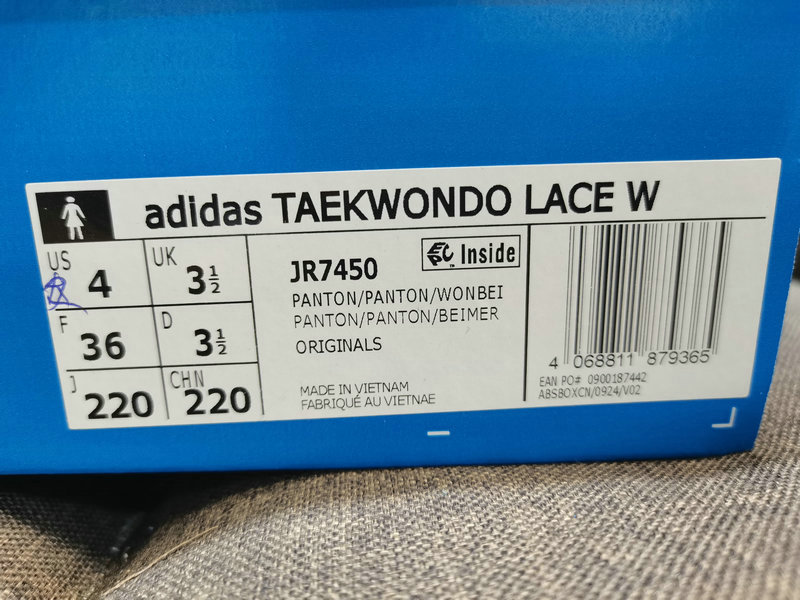 adidas TAEKWONDO LACE W
US 4 UK 3½
F 36 D 3½
J 220 CHN 220
JR7450
EPC Inside
™
PANTON/PANTON/WONBEI
PANTON/PANTON/BEIMER
ORIGINALS
MADE IN VIETNAM
FABRIQUÉ AU VIETNAE
4 068811 879365
EAN PO# 0900187442
ABSBOXCN/0924/V02